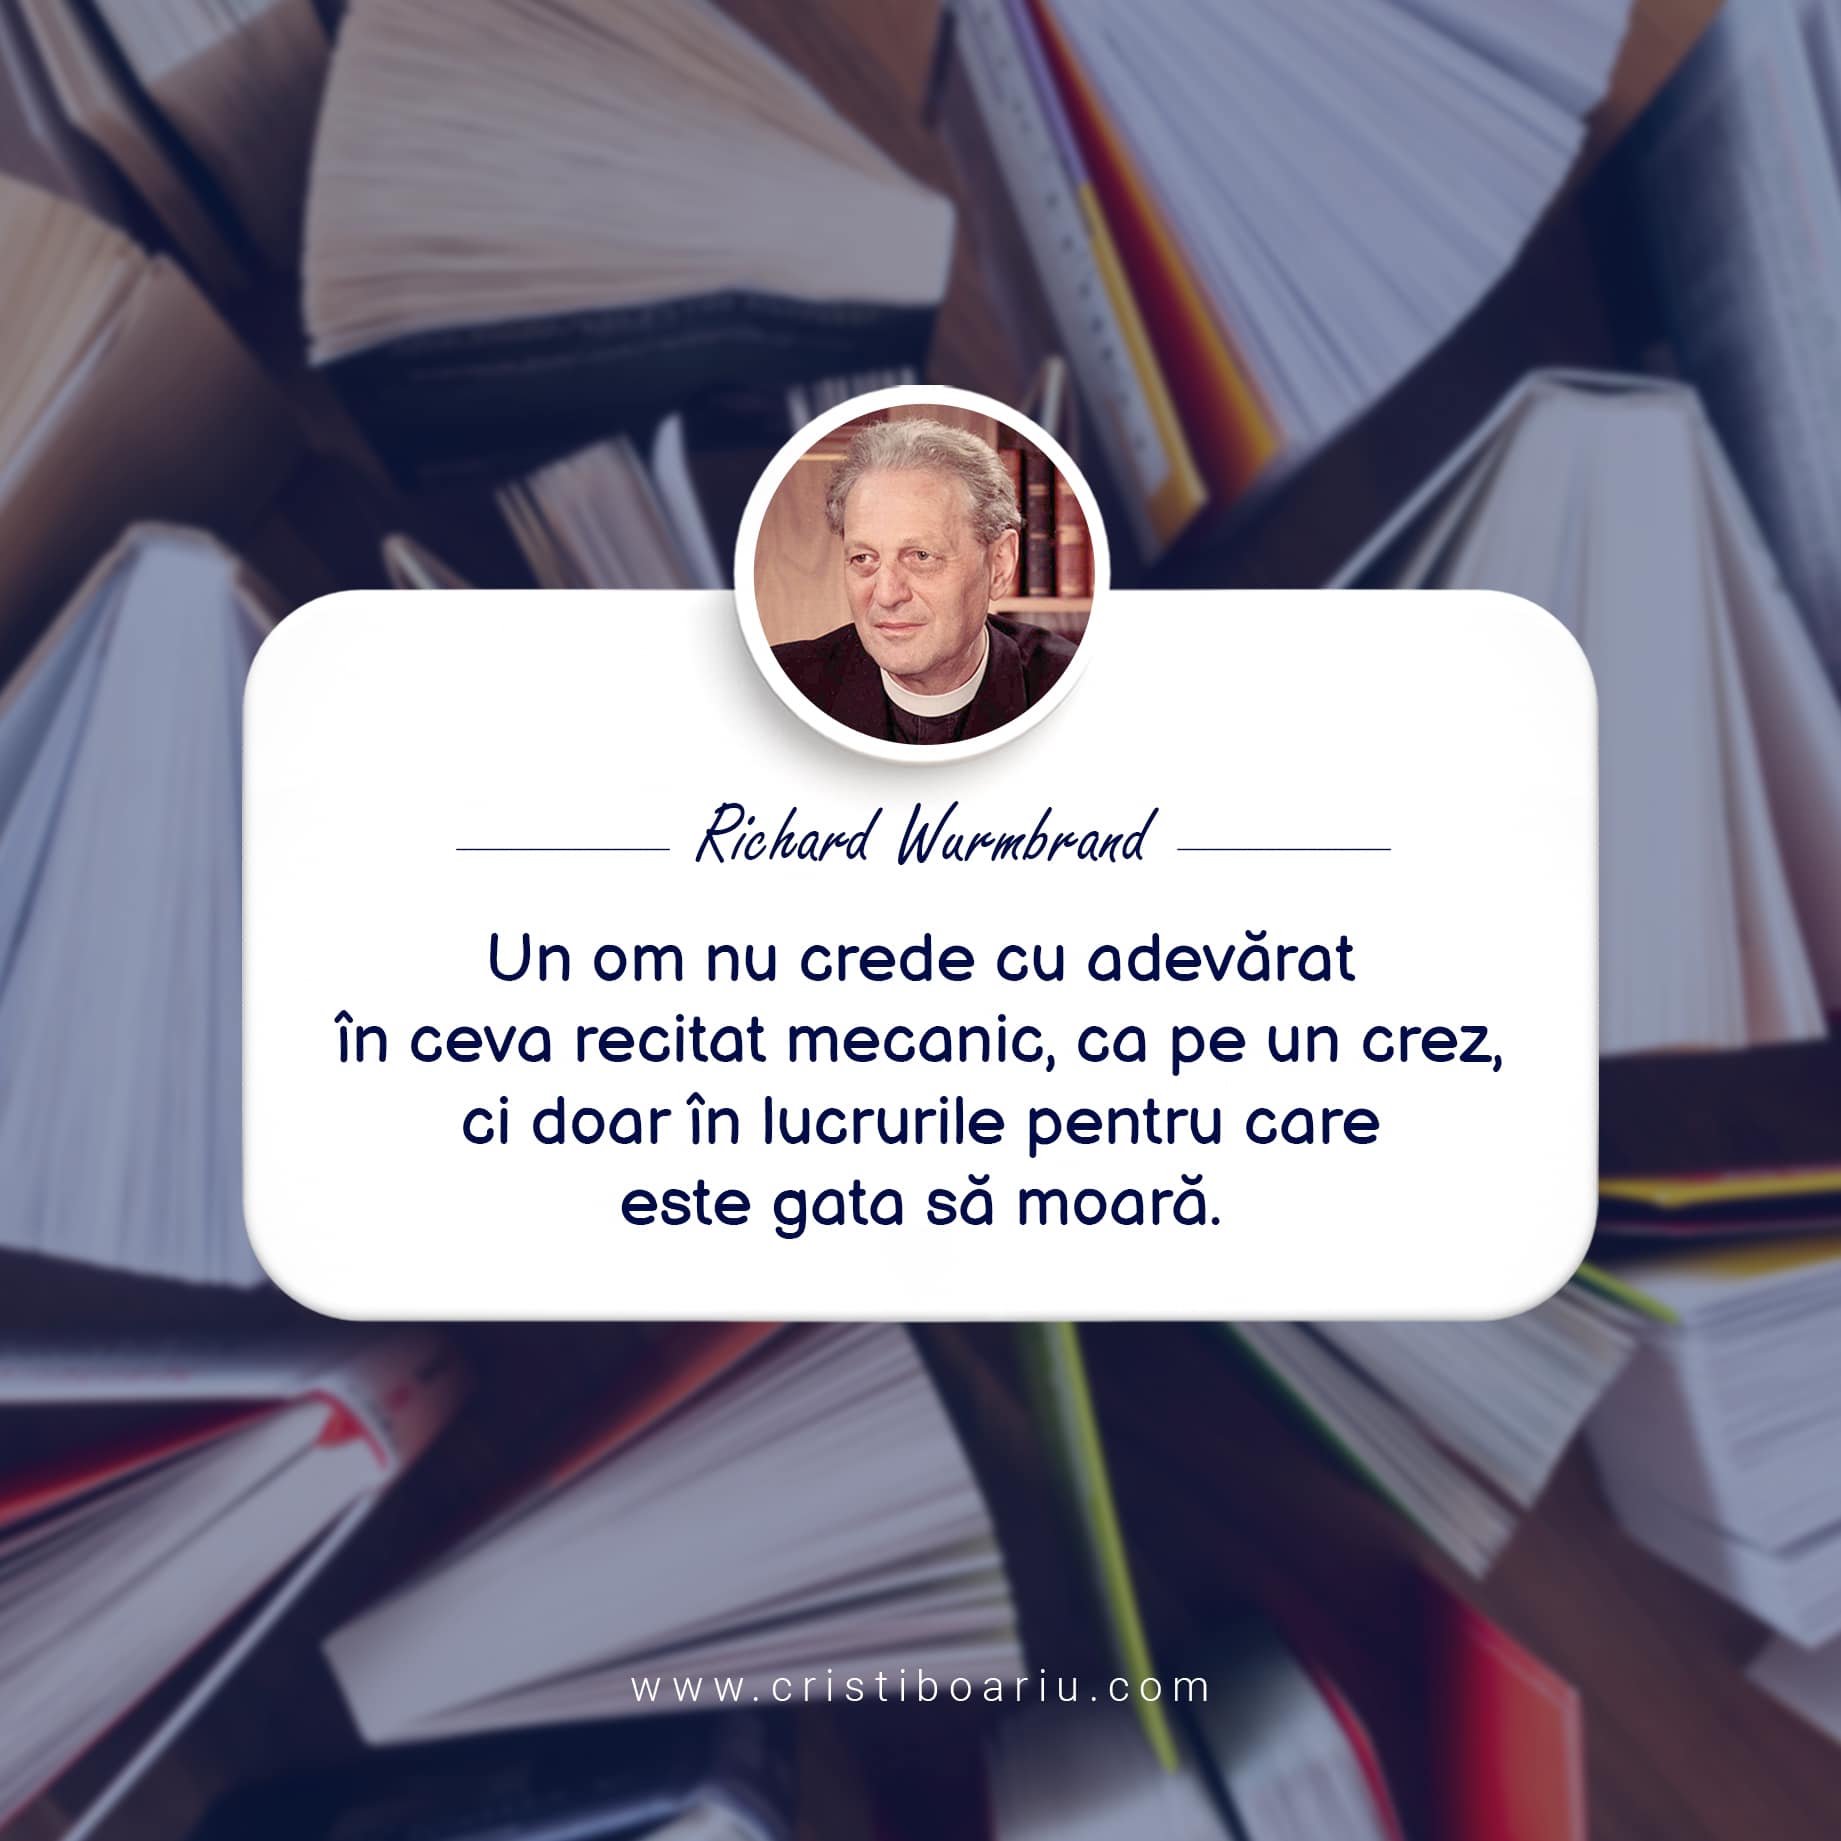 Richard Wurmbrand
Un om nu crede cu adevărat
în ceva recitat mecanic, ca pe un crez,
ci doar în lucrurile pentru care
este gata să moară.
www.cristiboariu.com